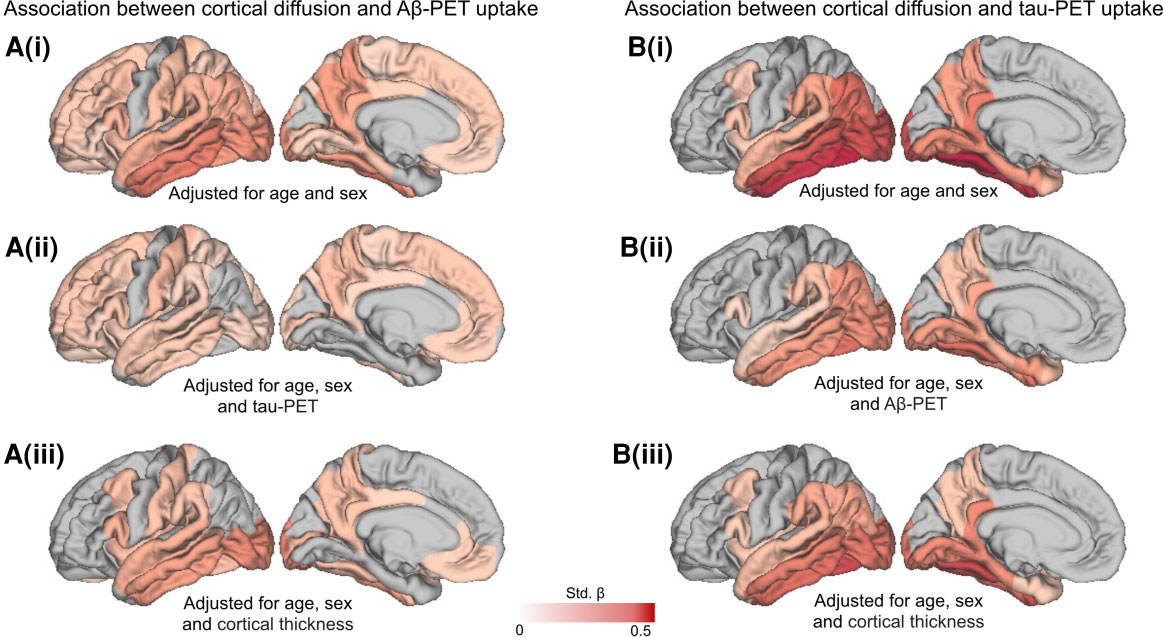 Association between cortical diffusion and Aβ-PET uptake
Association between cortical diffusion and tau-PET uptake
A(i)
B(i)
Adjusted for age and sex
Adjusted for age and sex
A(ii)
B(ii)
Adjusted for age, sex
and tau-PET
Adjusted for age, sex
and Aβ-PET
A(iii)
B(iii)
Adjusted for age, sex
and cortical thickness
Std. β
0
0.5
Adjusted for age, sex
and cortical thickness